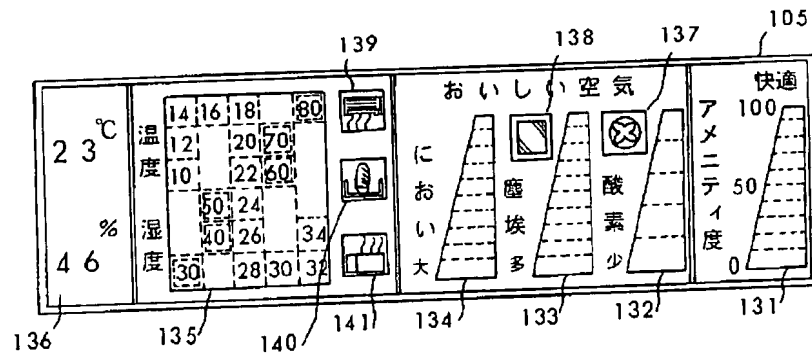 139
138
137
105
23℃
46%
温度
湿度
14 16 18 80
12 20 70
10 22 60
50 24
40 26 34
30 28 30 32
おいしい空気
におい
大
塵埃
多
酸素
少
快適
アメニティ度
100
50
0
136
135
140
141
134
133
132
131